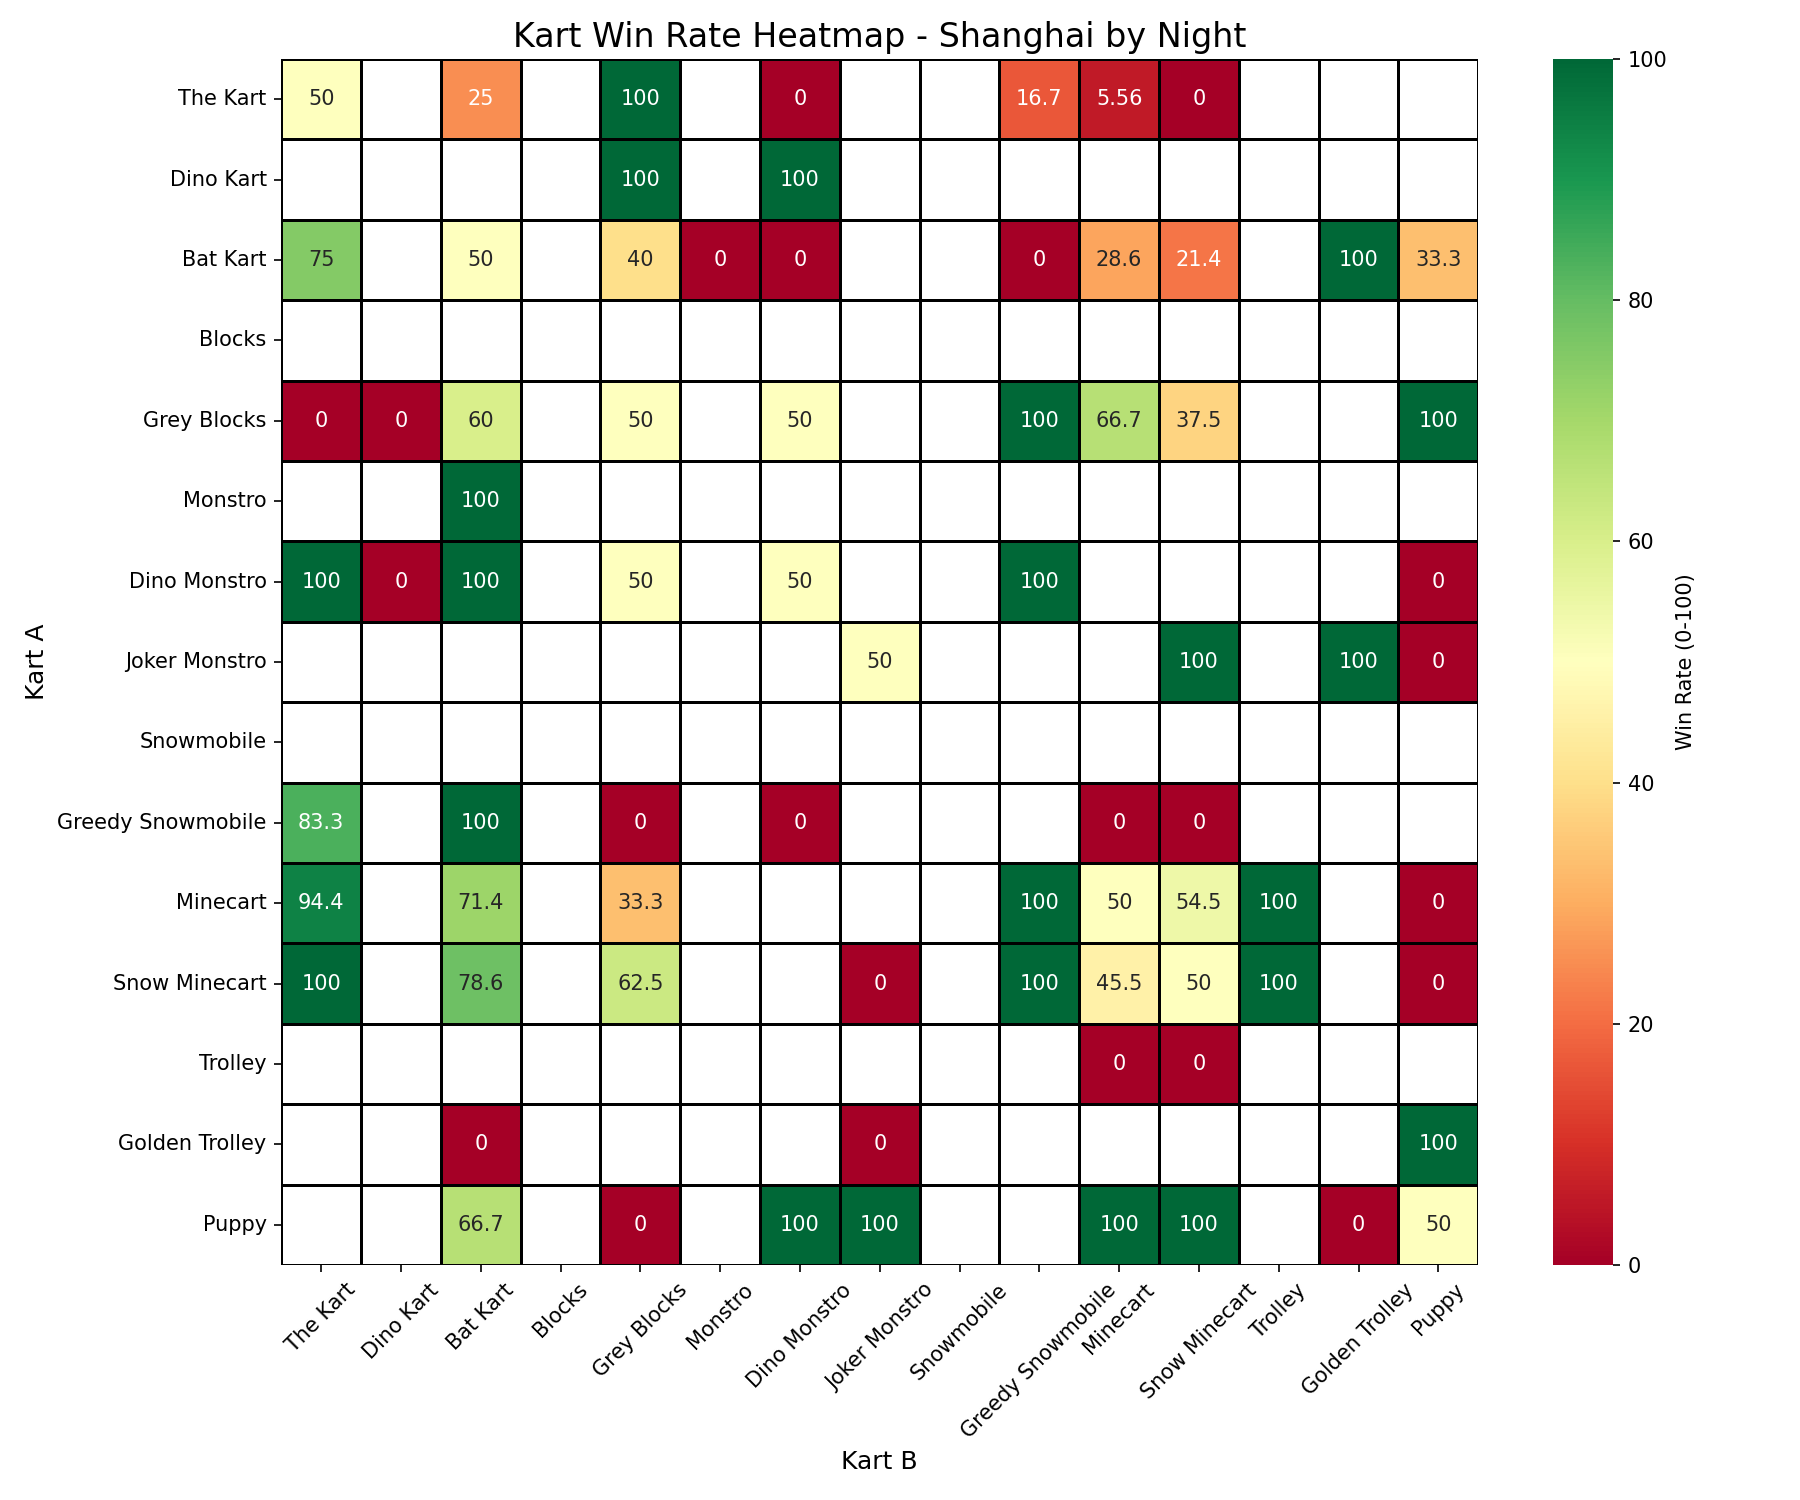 Kart Win Rate Heatmap - Shanghai by Night
The Kart 50 25 100 0 16.7 5.56 0
Dino Kart 100 100
Bat Kart 75 50 40 0 0 0 28.6 21.4 100 33.3
Blocks
Grey Blocks 0 0 60 50 50 100 66.7 37.5 100
Monstro 100
Dino Monstro 100 0 100 50 50 100 0
Joker Monstro 50 100 100 0
Snowmobile
Greedy Snowmobile 83.3 100 0 0 0 0
Minecart 94.4 71.4 33.3 100 50 54.5 100 0
Snow Minecart 100 78.6 62.5 0 100 45.5 50 100 0
Trolley 0 0
Golden Trolley 0 0 100
Puppy 66.7 0 100 100 100 100 0 50
The Kart Dino Kart Bat Kart Blocks Grey Blocks Monstro Dino Monstro Joker Monstro Snowmobile Greedy Snowmobile Minecart Snow Minecart Trolley Golden Trolley Puppy
Kart A
Kart B
100
80
60
40
20
0
Win Rate (0-100)